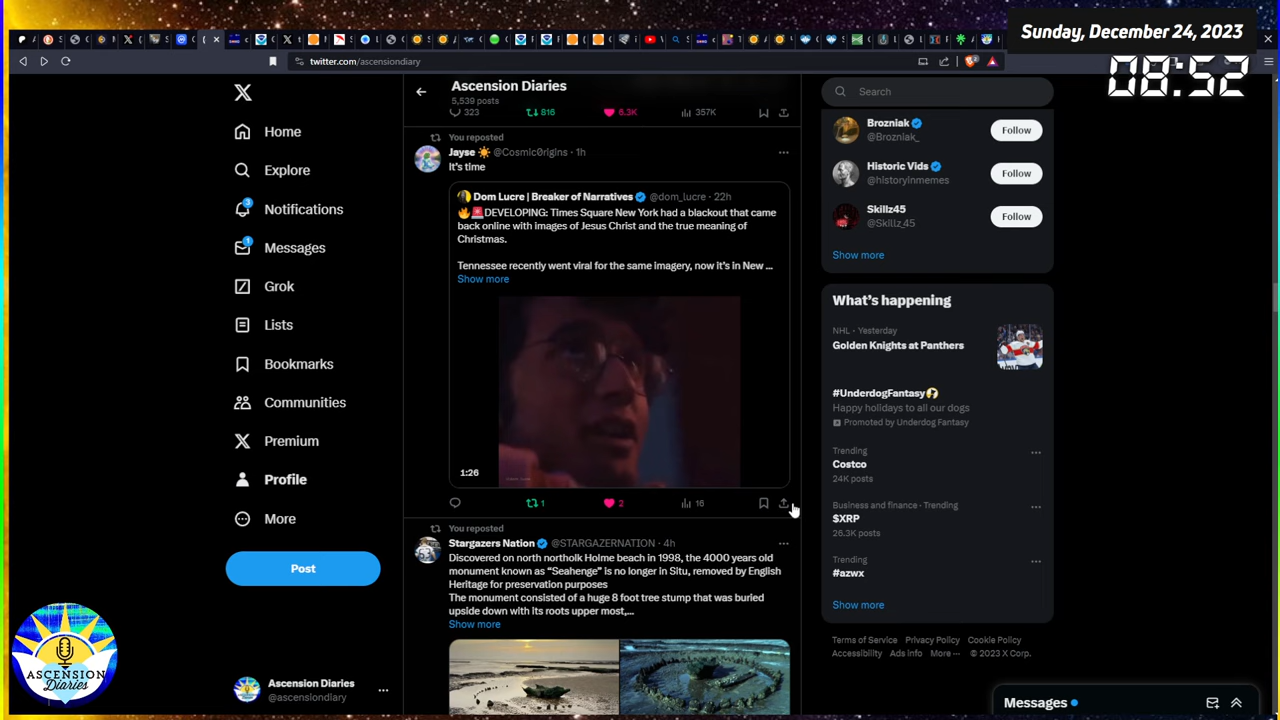 Sunday, December 24, 2023
08:52
twitter.com/ascensiondiary
Ascension Diaries
5,539 posts
323
816
6.3K
357K
Home
Explore
3
Notifications
1
Messages
Grok
Lists
Bookmarks
Communities
Premium
Profile
More
Post
Ascension Diaries
@ascensiondiary
ASCENSION
Diaries
You reposted
Jayse ☀️ @Cosmic0rigins · 1h
It's time
Dom Lucre | Breaker of Narratives @dom_lucre · 22h
🔥🚨DEVELOPING: Times Square New York had a blackout that came
back online with images of Jesus Christ and the true meaning of
Christmas.
Tennessee recently went viral for the same imagery, now it's in New ...
Show more
1:26
1
2
16
You reposted
Stargazers Nation @STARGAZERNATION · 4h
Discovered on north northolk Holme beach in 1998, the 4000 years old
monument known as "Seahenge" is no longer in Situ, removed by English
Heritage for preservation purposes
The monument consisted of a huge 8 foot tree stump that was buried
upside down with its roots upper most,...
Show more
Search
Brozniak
@Brozniak_
Follow
Historic Vids
@historyinmemes
Follow
Skillz45
@Skillz_45
Follow
Show more
What's happening
NHL · Yesterday
Golden Knights at Panthers
#UnderdogFantasy
Happy holidays to all our dogs
Promoted by Underdog Fantasy
Trending
Costco
24K posts
Business and finance · Trending
$XRP
26.3K posts
Trending
#azwx
Show more
Terms of Service Privacy Policy Cookie Policy
Accessibility Ads info More ··· © 2023 X Corp.
Messages